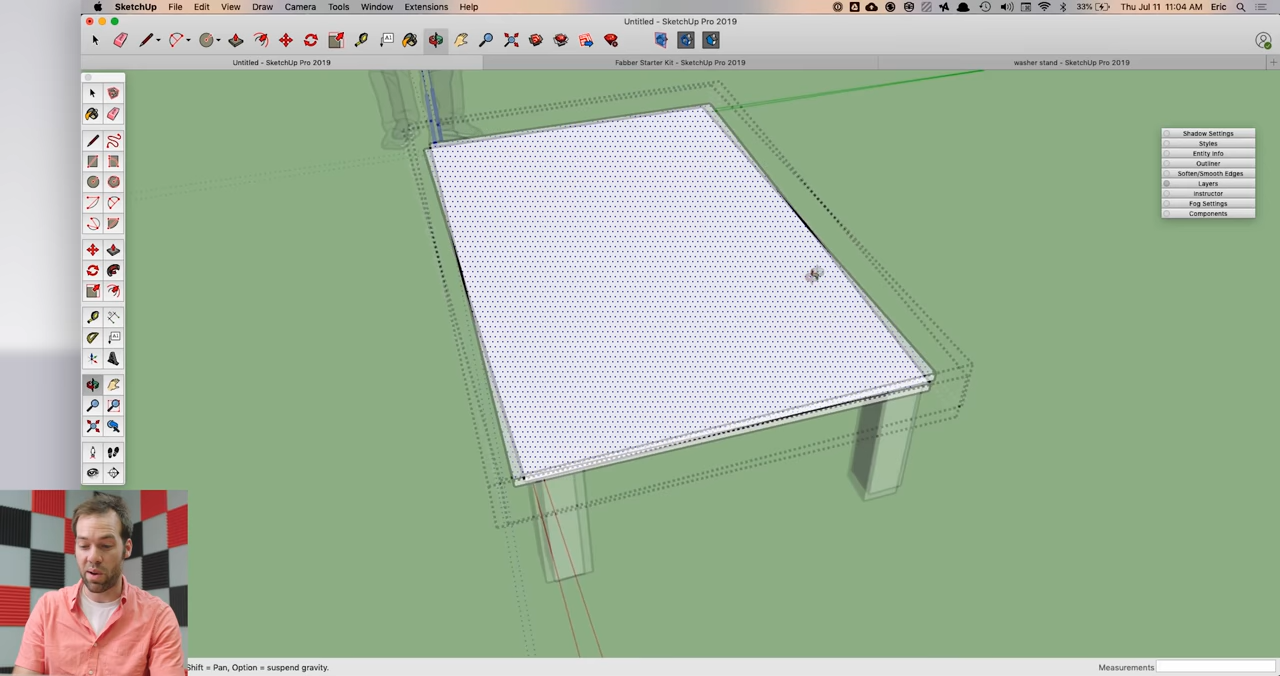 SketchUp File Edit View Draw Camera Tools Window Extensions Help 33% Thu Jul 11 11:04 AM Eric
Untitled - SketchUp Pro 2019
Untitled - SketchUp Pro 2019 Fabber Starter Kit - SketchUp Pro 2019 washer stand - SketchUp Pro 2019
Shadow Settings
Styles
Entity Info
Outliner
Soften/Smooth Edges
Layers
Instructor
Fog Settings
Components
Shift = Pan, Option = suspend gravity. Measurements